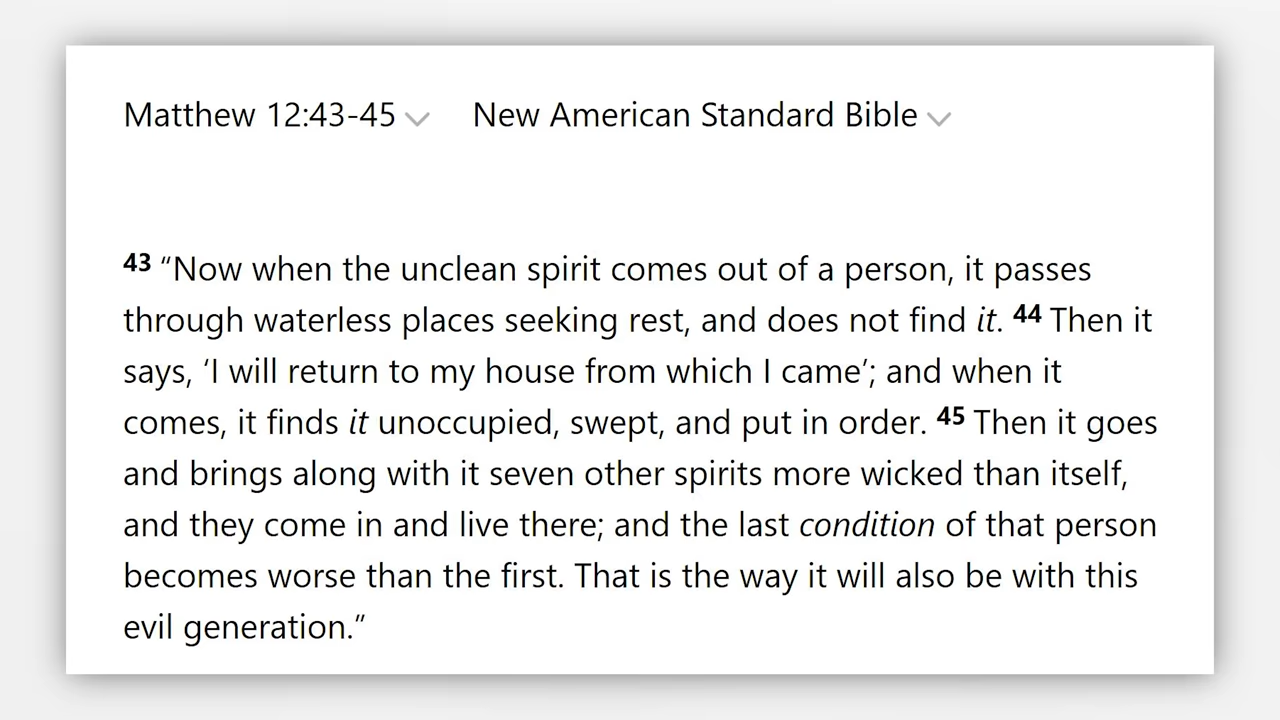 Matthew 12:43-45 New American Standard Bible
43 “Now when the unclean spirit comes out of a person, it passes
through waterless places seeking rest, and does not find it. 44 Then it
says, ‘I will return to my house from which I came’; and when it
comes, it finds it unoccupied, swept, and put in order. 45 Then it goes
and brings along with it seven other spirits more wicked than itself,
and they come in and live there; and the last condition of that person
becomes worse than the first. That is the way it will also be with this
evil generation.”